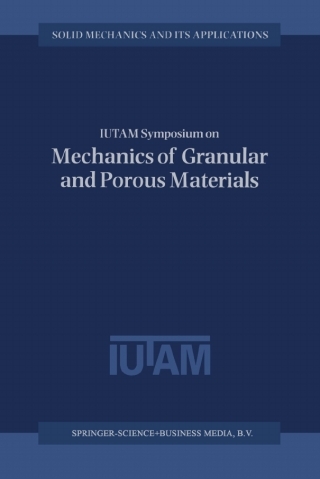 SOLID MECHANICS AND ITS APPLICATIONS
IUTAM Symposium on
Mechanics of Granular
and Porous Materials
IUTAM
SPRINGER-SCIENCE+BUSINESS MEDIA, B.V.